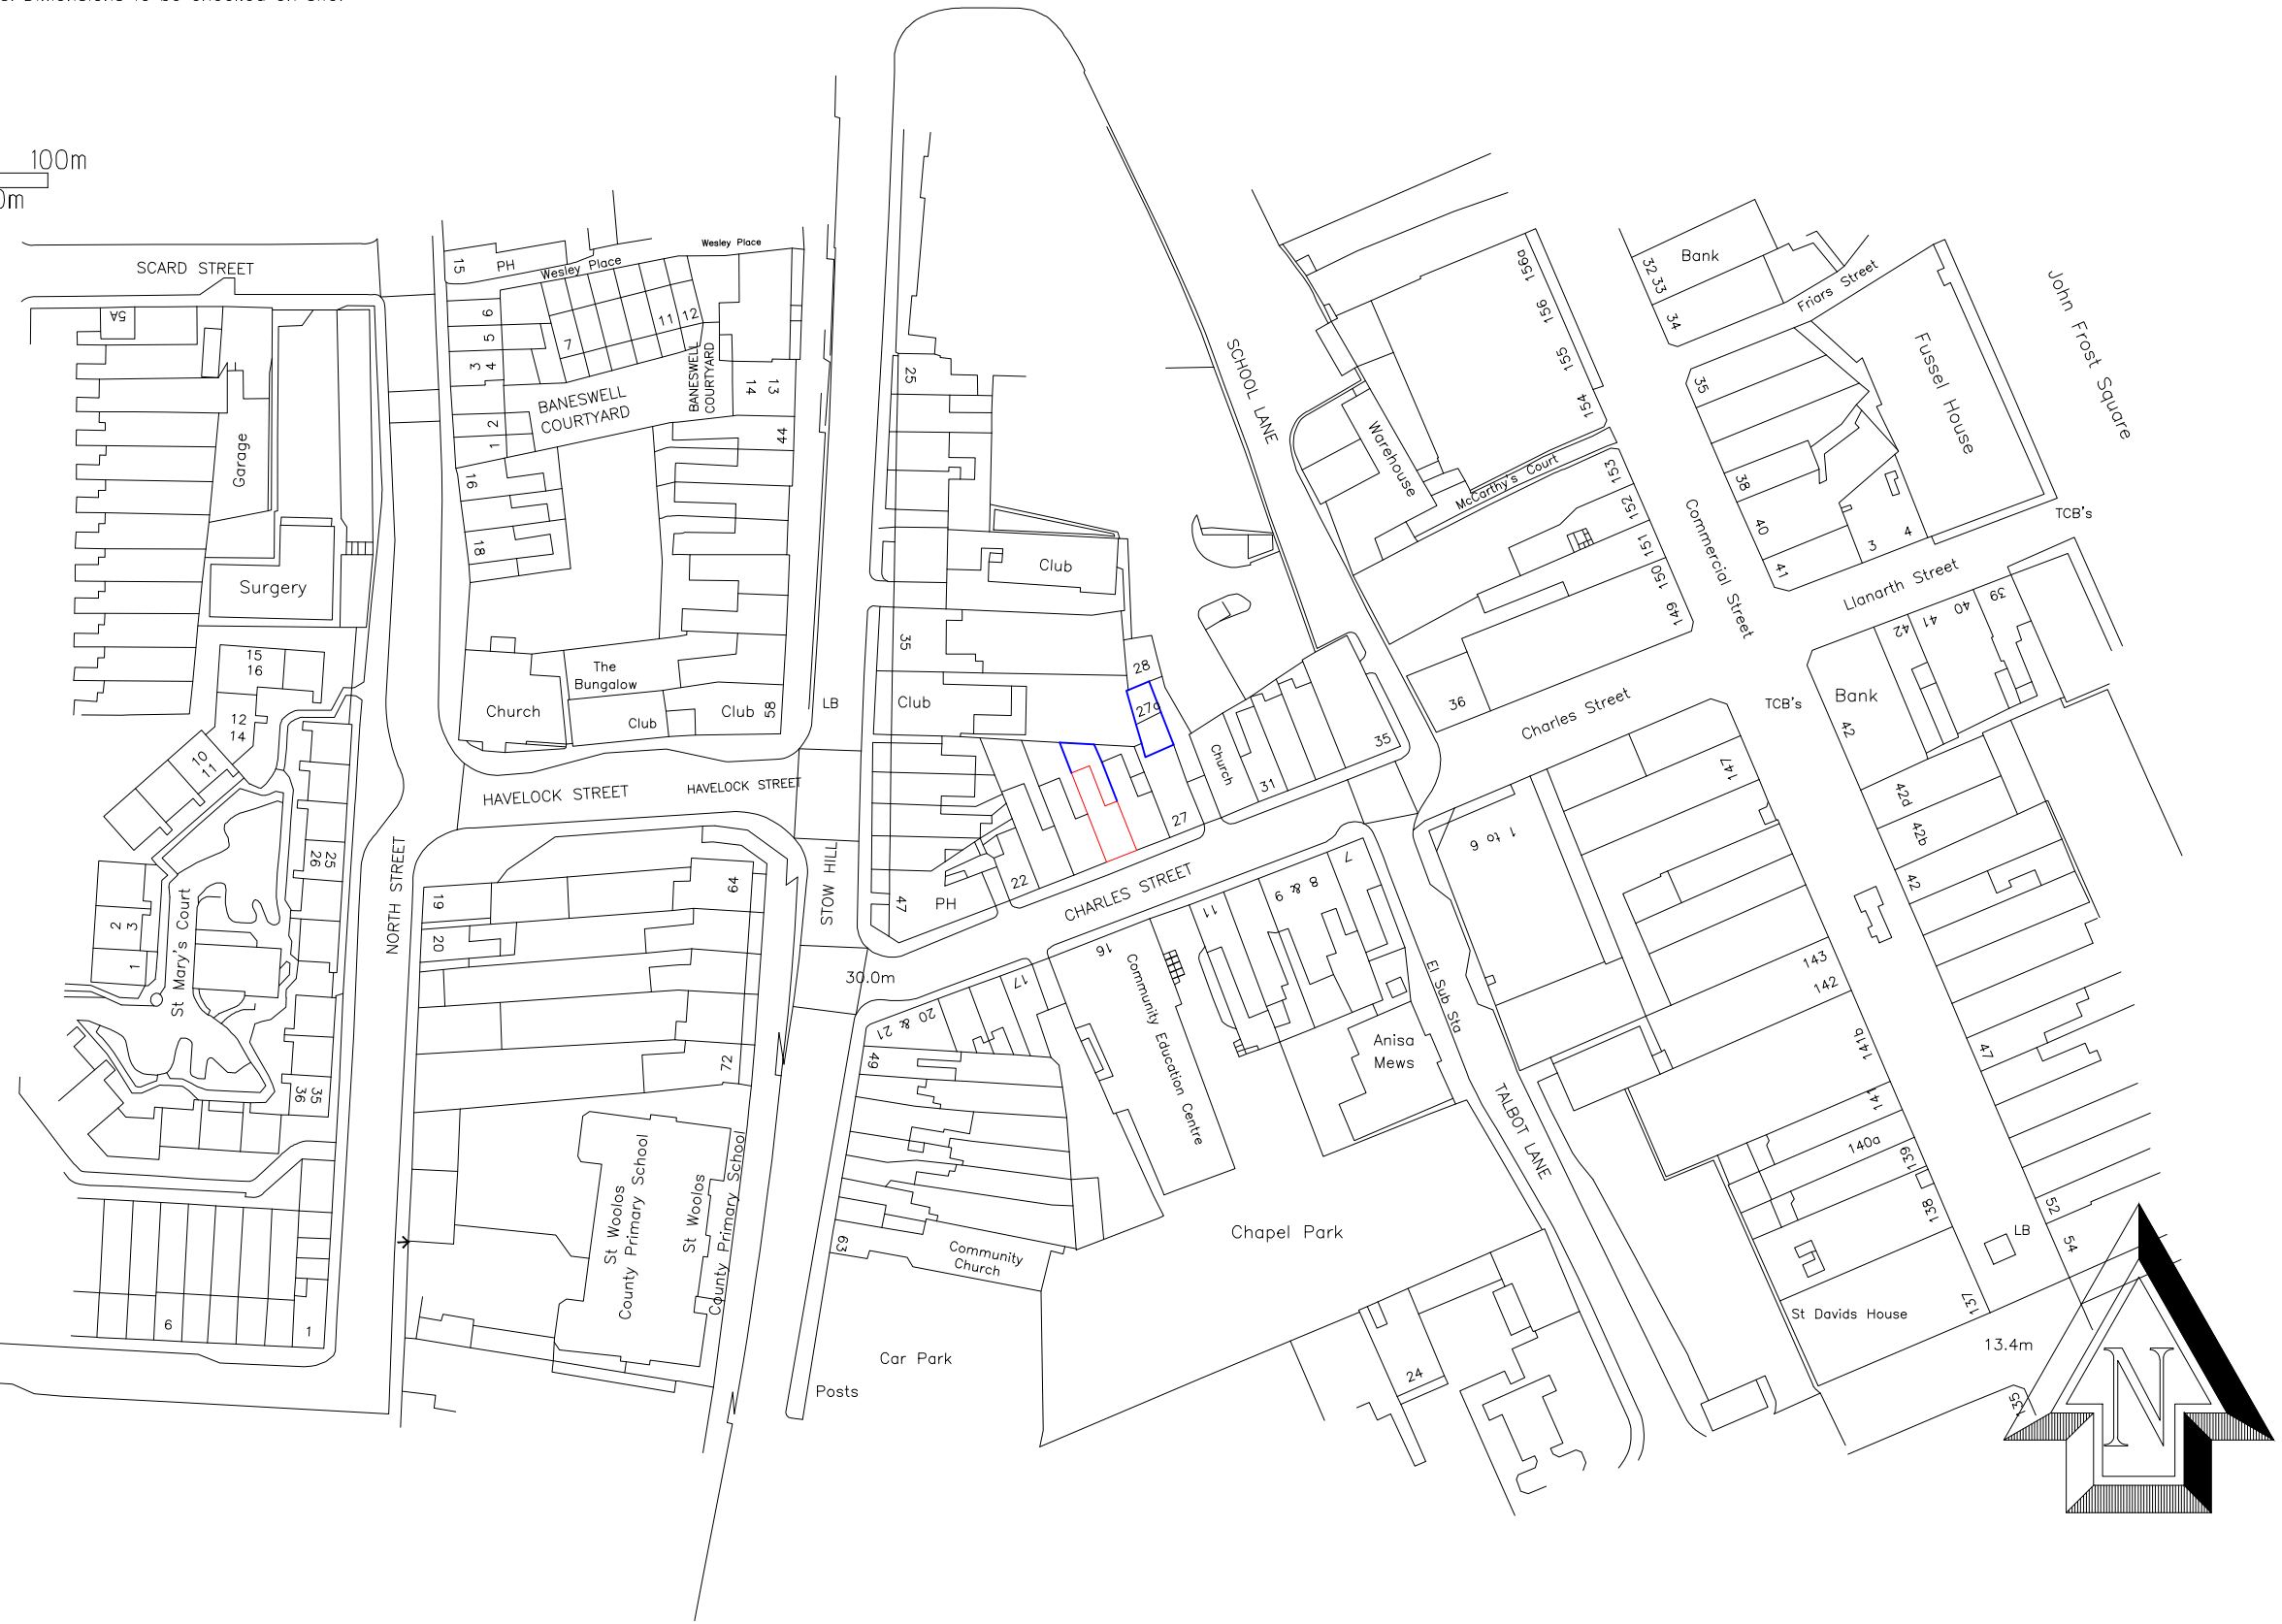 100m
SCARD STREET
5A
Garage
Surgery
15
16
12
14
10
11
2
3
1
St Mary's Court
25
26
35
36
6
1
NORTH STREET
15
PH
Wesley Place
Wesley Place
6
5
3
4
2
1
7
11
12
BANESWELL
COURTYARD
BANESWELL
COURTYARD
14
13
44
16
18
Church
The
Bungalow
Club
Club
58
LB
HAVELOCK STREET
HAVELOCK STREET
19
20
64
72
St Woolos
County Primary School
St Woolos
County Primary School
STOW HILL
25
Club
35
Club
28
27a
27
22
47
PH
CHARLES STREET
30.0m
Church
31
35
SCHOOL LANE
Warehouse
McCarthy's Court
156a
156
155
154
153
152
151
150
149
36
Charles Street
Commercial Street
32
33
34
Bank
Friars Street
35
38
40
41
3
4
Fussel House
John Frost Square
TCB's
Llanarth Street
42
41
40
39
TCB's
Bank
42
42d
42b
42
47
52
54
LB
13.4m
147
1 to 6
143
142
141b
141
140a
139
138
137
135
St Davids House
20 & 21
17
16
11
8 & 9
7
Community Education Centre
El Sub Sta
Anisa
Mews
TALBOT LANE
Chapel Park
49
63
Community
Church
Car Park
Posts
24
N